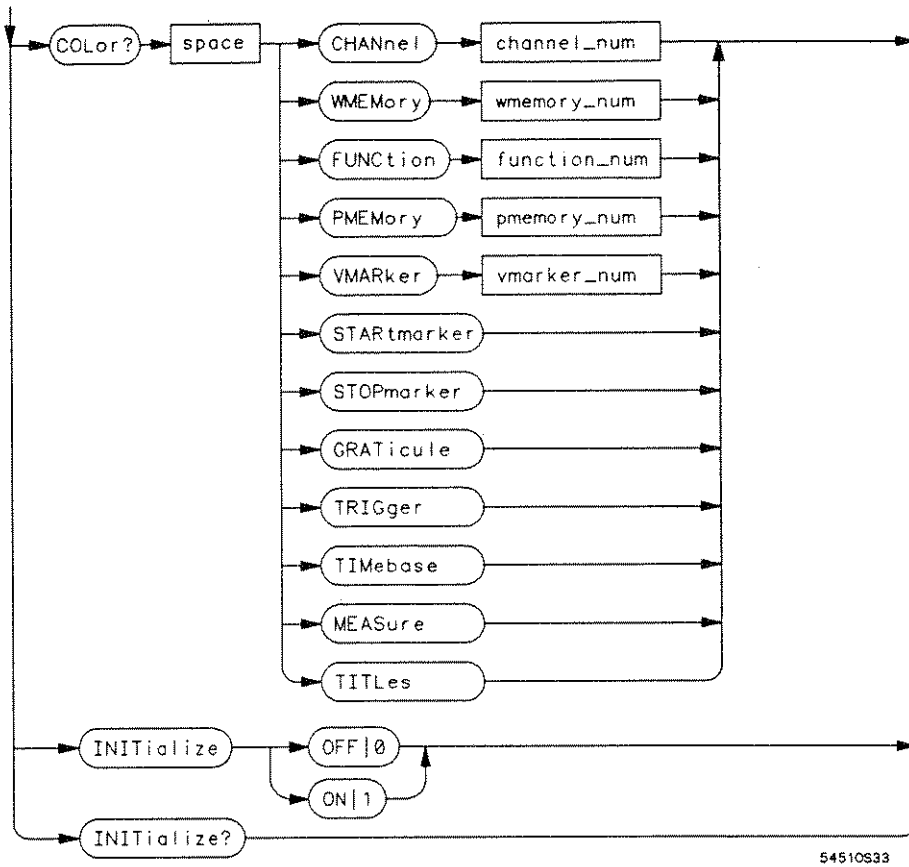 COLor? space CHANnel channel_num
WMEMory wmemory_num
FUNCtion function_num
PMEMory pmemory_num
VMARker vmarker_num
STARtmarker
STOPmarker
GRATicule
TRIGger
TIMebase
MEASure
TITLes
INITialize OFF|0
ON|1
INITialize?
54510S33